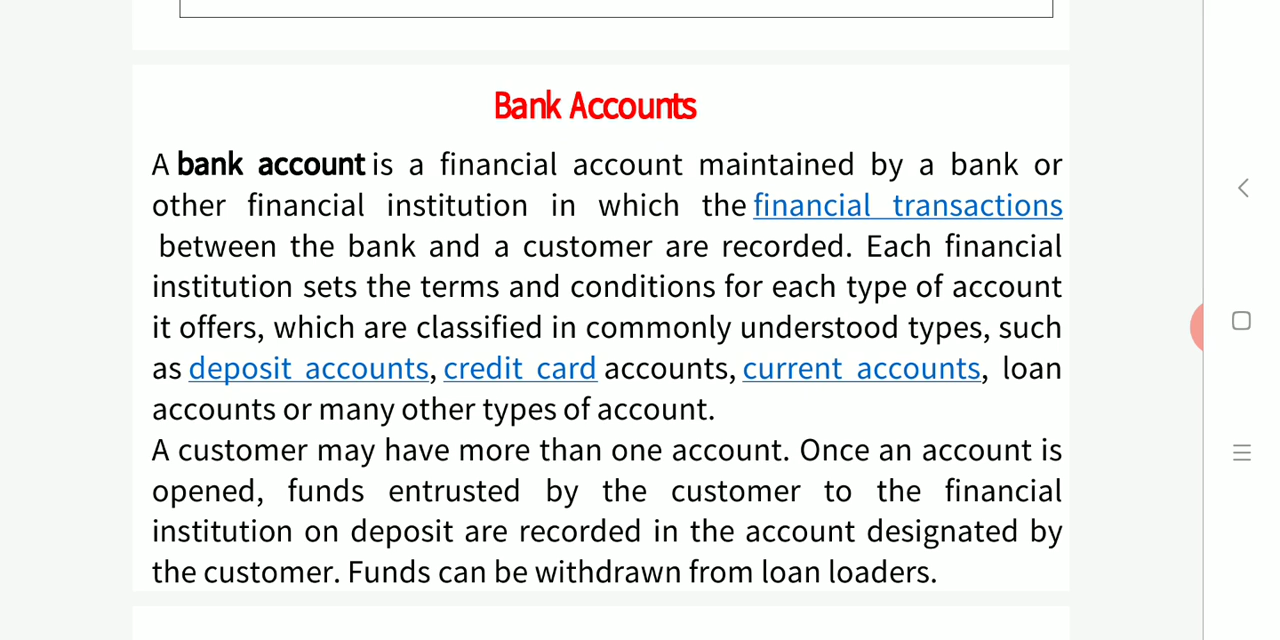 Bank Accounts
A bank account is a financial account maintained by a bank or
other financial institution in which the financial transactions
between the bank and a customer are recorded. Each financial
institution sets the terms and conditions for each type of account
it offers, which are classified in commonly understood types, such
as deposit accounts, credit card accounts, current accounts, loan
accounts or many other types of account.
A customer may have more than one account. Once an account is
opened, funds entrusted by the customer to the financial
institution on deposit are recorded in the account designated by
the customer. Funds can be withdrawn from loan loaders.